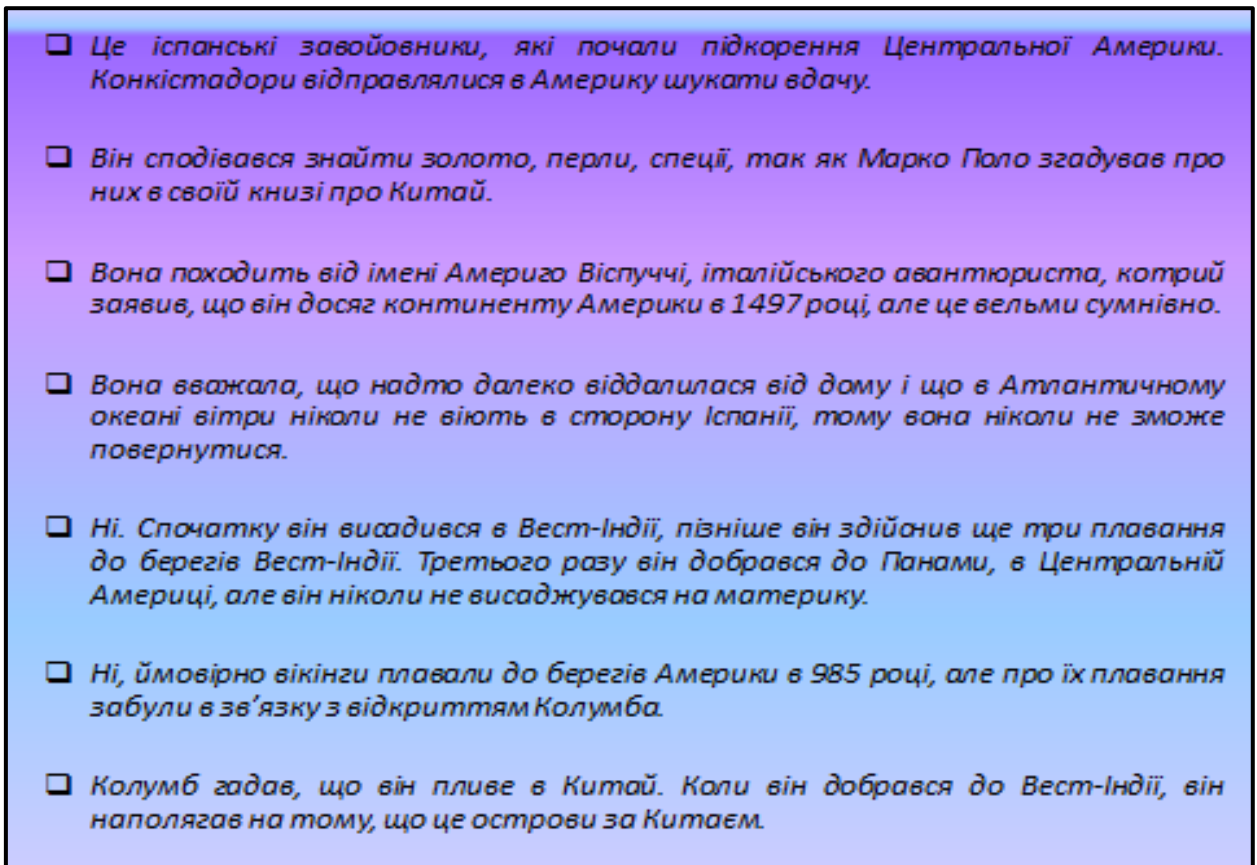 ❑ Це іспанські завойовники, які почали підкорення Центральної Америки.
Конкістадори відправлялися в Америку шукати вдачу.
❑ Він сподівався знайти золото, перли, спеції, так як Марко Поло згадував про
них в своїй книзі про Китай.
❑ Вона походить від імені Америго Віспуччі, італійського авантюриста, котрий
заявив, що він досяг континенту Америки в 1497 році, але це вельми сумнівно.
❑ Вона вважала, що надто далеко віддалилася від дому і що в Атлантичному
океані вітри ніколи не віють в сторону Іспанії, тому вона ніколи не зможе
повернутися.
❑ Ні. Спочатку він висадився в Вест-Індії, пізніше він здійснив ще три плавання
до берегів Вест-Індії. Третього разу він добрався до Панами, в Центральній
Америці, але він ніколи не висаджувався на материку.
❑ Ні, ймовірно вікінги плавали до берегів Америки в 985 році, але про їх плавання
забули в зв’язку з відкриттям Колумба.
❑ Колумб гадав, що він пливе в Китай. Коли він добрався до Вест-Індії, він
наполягав на тому, що це острови за Китаєм.